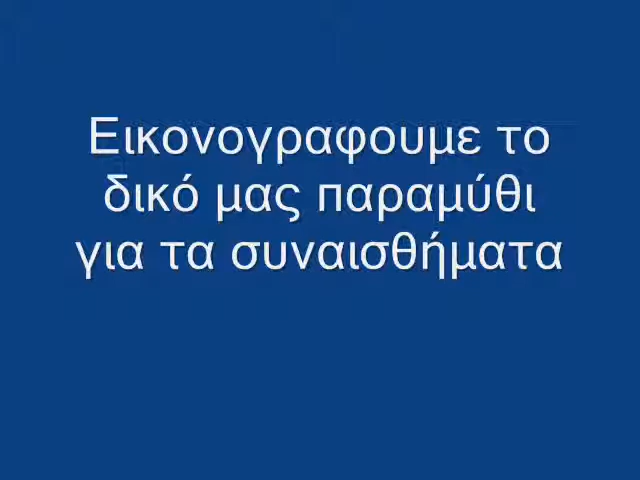 Εικονογραφουμε το
δικό μας παραμύθι
για τα συναισθήματα